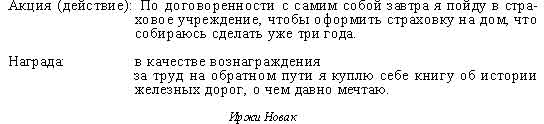 Акция (действие): По договоренности с самим собой завтра я пойду в стра-
ховое учреждение, чтобы оформить страховку на дом, что
собираюсь сделать уже три года.
Награда: в качестве вознаграждения
за труд на обратном пути я куплю себе книгу об истории
железных дорог, о чем давно мечтаю.
Иржи Новак